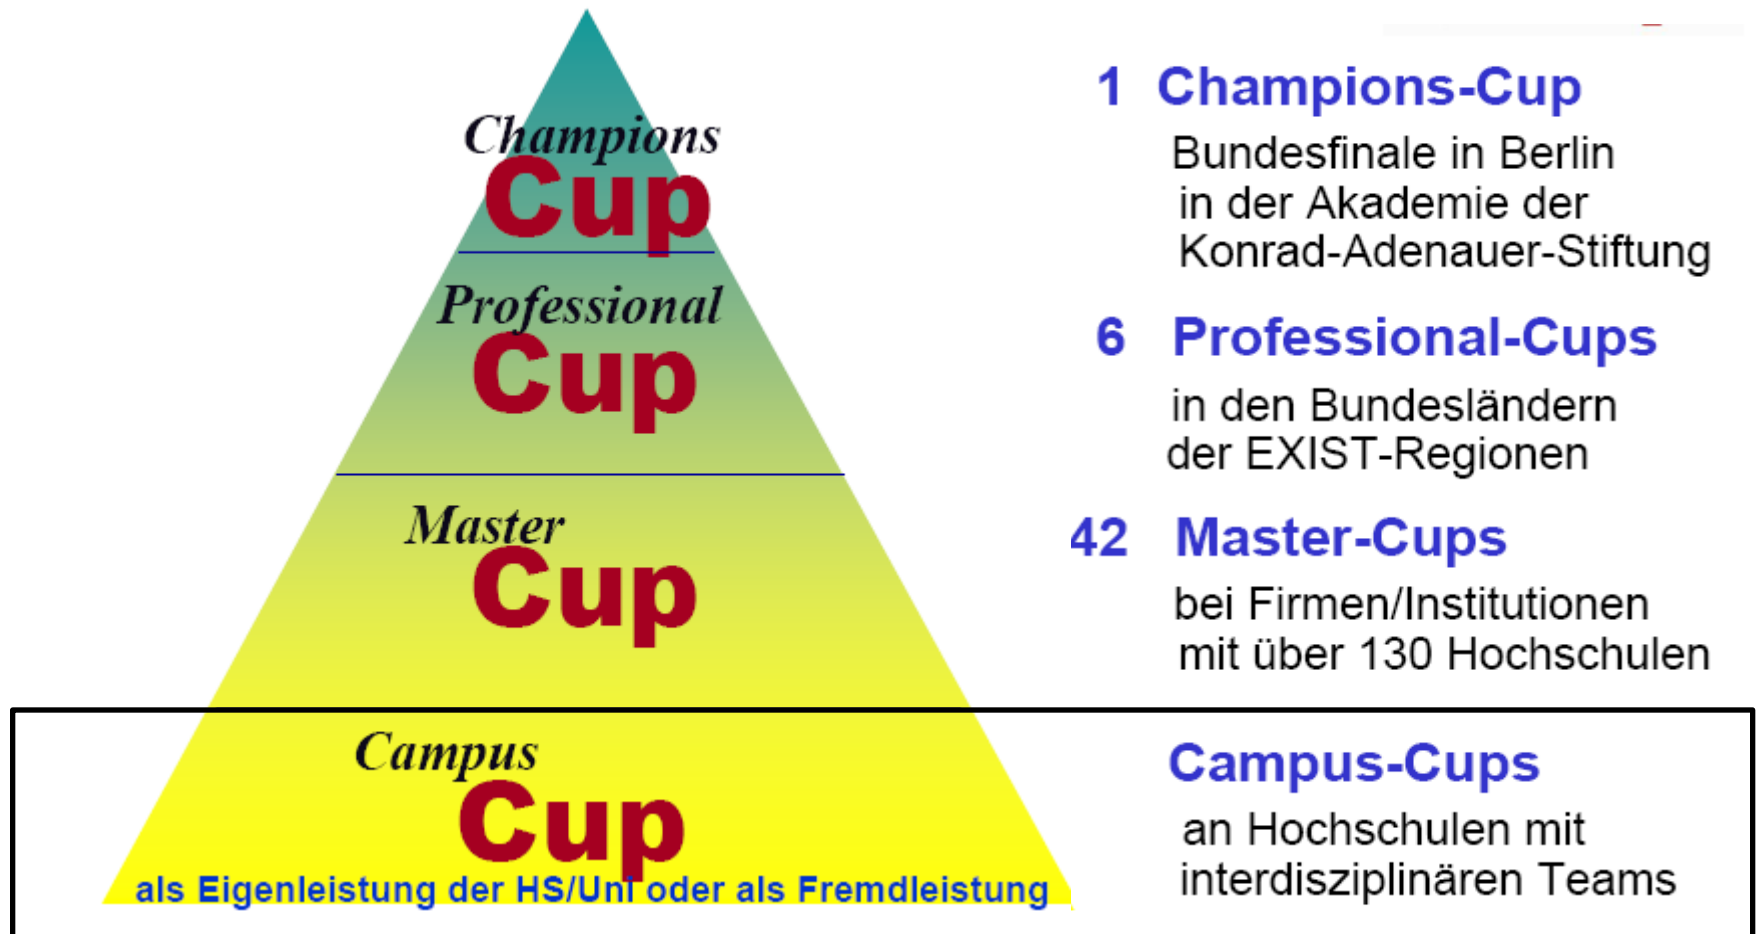 Champions
Cup
Professional
Cup
Master
Cup
Campus
Cup
als Eigenleistung der HS/Uni oder als Fremdleistung
1 Champions-Cup
Bundesfinale in Berlin
in der Akademie der
Konrad-Adenauer-Stiftung
6 Professional-Cups
in den Bundesländern
der EXIST-Regionen
42 Master-Cups
bei Firmen/Institutionen
mit über 130 Hochschulen
Campus-Cups
an Hochschulen mit
interdisziplinären Teams